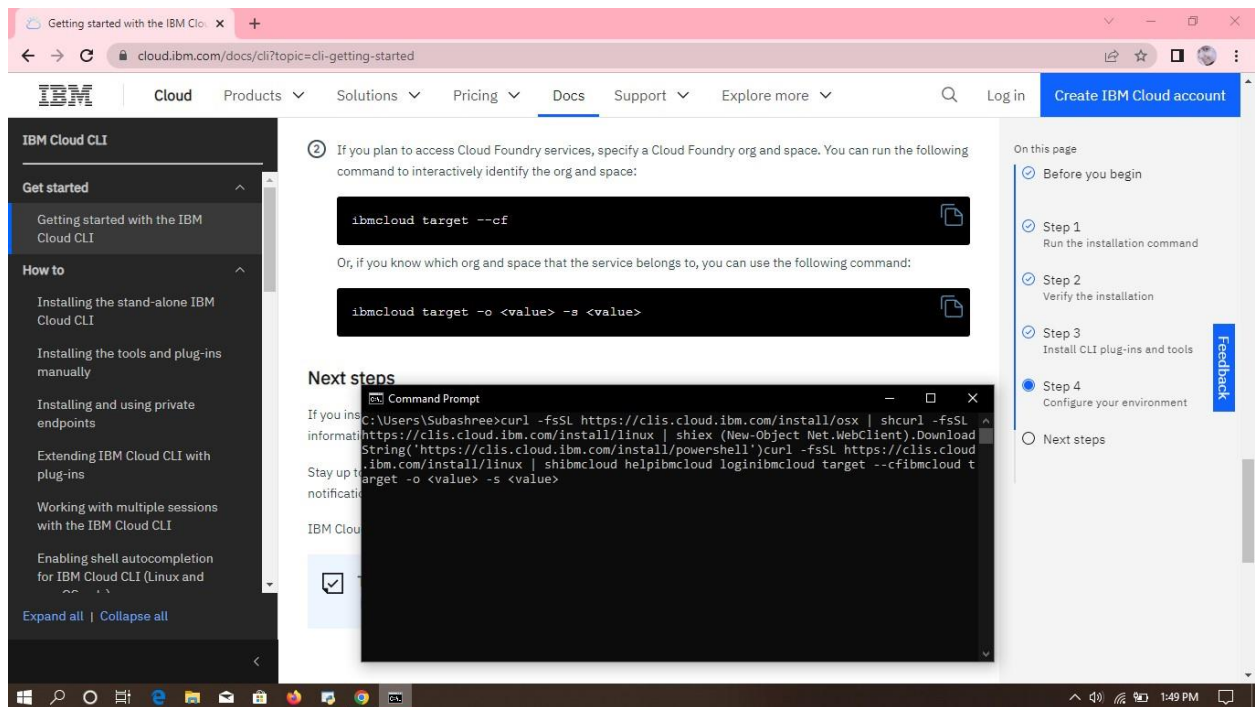 Getting started with the IBM Clo
cloud.ibm.com/docs/cli?topic=cli-getting-started
IBM
Cloud
Products
Solutions
Pricing
Docs
Support
Explore more
Log in
Create IBM Cloud account
IBM Cloud CLI
Get started
Getting started with the IBM
Cloud CLI
How to
Installing the stand-alone IBM
Cloud CLI
Installing the tools and plug-ins
manually
Installing and using private
endpoints
Extending IBM Cloud CLI with
plug-ins
Working with multiple sessions
with the IBM Cloud CLI
Enabling shell autocompletion
for IBM Cloud CLI (Linux and
Expand all | Collapse all
2 If you plan to access Cloud Foundry services, specify a Cloud Foundry org and space. You can run the following
command to interactively identify the org and space:
ibmcloud target --cf
Or, if you know which org and space that the service belongs to, you can use the following command:
ibmcloud target -o <value> -s <value>
Next steps
If you ins
informati
Stay up to
notificatio
IBM Clou
Command Prompt
C:\Users\Subashree>curl -fsSL https://clis.cloud.ibm.com/install/osx | shcurl -fsSL
https://clis.cloud.ibm.com/install/linux | shiex (New-Object Net.WebClient).Download
String('https://clis.cloud.ibm.com/install/powershell')curl -fsSL https://clis.cloud
.ibm.com/install/linux | shibmcloud helpibmcloud loginibmcloud target --cfibmcloud t
arget -o <value> -s <value>
On this page
Before you begin
Step 1
Run the installation command
Step 2
Verify the installation
Step 3
Install CLI plug-ins and tools
Step 4
Configure your environment
Next steps
Feedback
1:49 PM